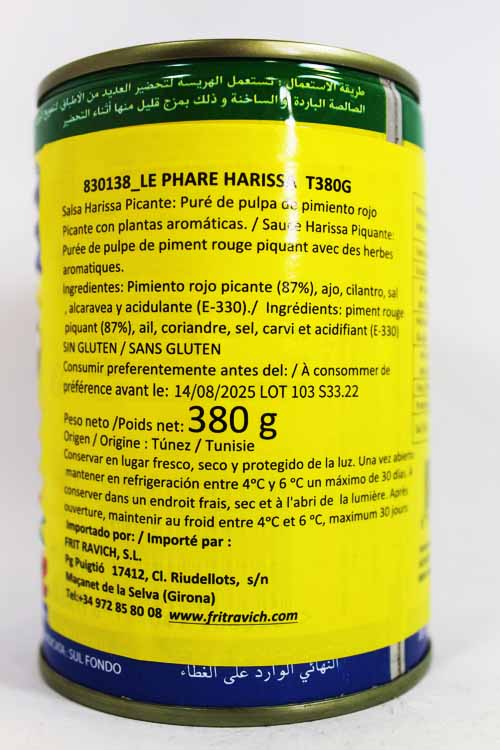 طريقة الاستعمال : تستعمل الهريسة لتحضير العديد من الأطباق
الصالصة الباردة و الساخنة و ذلك بمزج قليل منها أثناء التحضير
830138_LE PHARE HARISSA T380G
Salsa Harissa Picante: Puré de pulpa de pimiento rojo
Picante con plantas aromáticas. / Sauce Harissa Piquante:
Purée de pulpe de piment rouge piquant avec des herbes
aromatiques.
Ingredientes: Pimiento rojo picante (87%), ajo, cilantro, sal
, alcaravea y acidulante (E-330)./ Ingrédients: piment rouge
piquant (87%), ail, coriandre, sel, carvi et acidifiant (E-330)
SIN GLUTEN / SANS GLUTEN
Consumir preferentemente antes del: / À consommer de
préférence avant le: 14/08/2025 LOT 103 S33.22
Peso neto /Poids net: 380 g
Origen / Origine : Túnez / Tunisie
Conservar en lugar fresco, seco y protegido de la luz. Una vez abierto
mantener en refrigeración entre 4ºC y 6 ºC un máximo de 30 días. A
conserver dans un endroit frais, sec et à l'abri de la lumière. Après
ouverture, maintenir au froid entre 4ºC et 6 ºC, maximum 30 jours
Importado por: / Importé par :
FRIT RAVICH, S.L.
Pg Puigtió 17412, Cl. Riudellots, s/n
Maçanet de la Selva (Girona)
Tel:+34 972 85 80 08 www.fritravich.com
SUL FONDO
النهائي الوارد على الغطاء